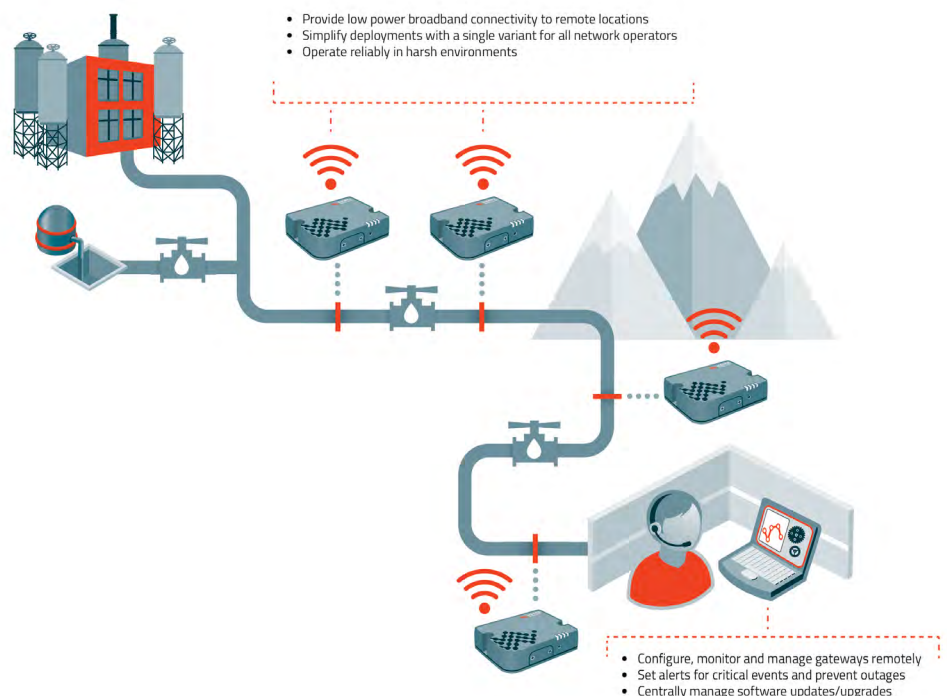 • Provide low power broadband connectivity to remote locations
• Simplify deployments with a single variant for all network operators
• Operate reliably in harsh environments
• Configure, monitor and manage gateways remotely
• Set alerts for critical events and prevent outages
• Centrally manage software updates/upgrades